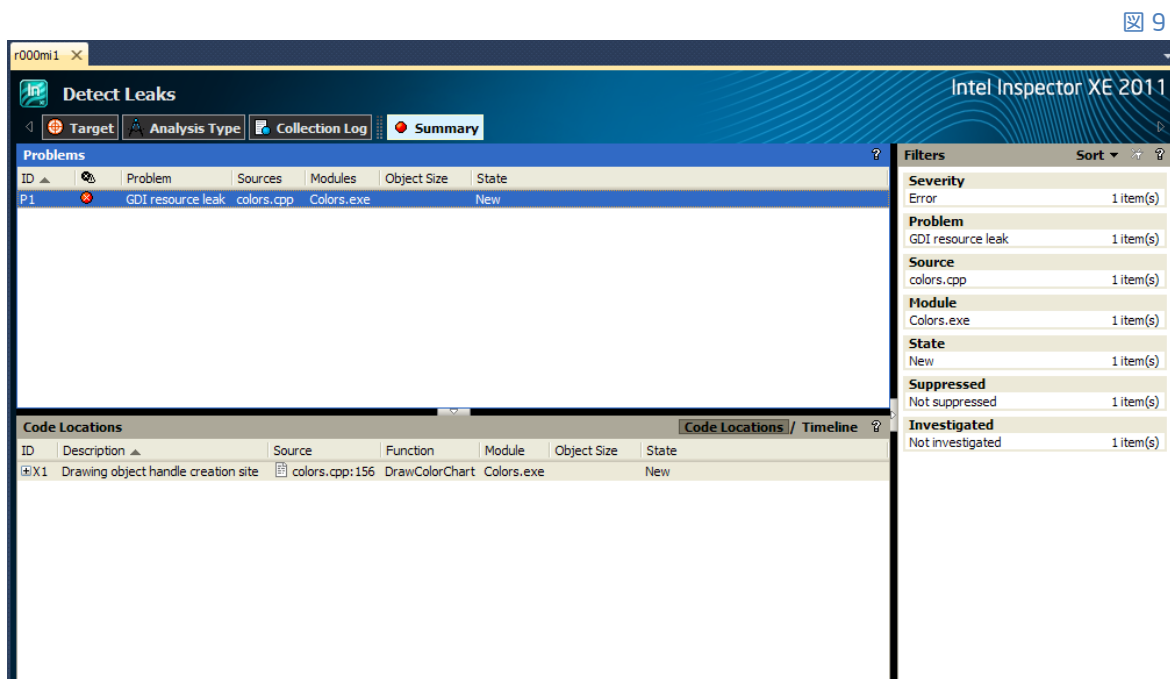 図 9
r000mi1
Detect Leaks
Intel Inspector XE 2011
Target Analysis Type Collection Log Summary
Problems ?
ID Problem Sources Modules Object Size State
P1 GDI resource leak colors.cpp Colors.exe New
Code Locations Code Locations / Timeline ?
ID Description Source Function Module Object Size State
X1 Drawing object handle creation site colors.cpp:156 DrawColorChart Colors.exe New
Filters Sort ?
Severity
Error 1 item(s)
Problem
GDI resource leak 1 item(s)
Source
colors.cpp 1 item(s)
Module
Colors.exe 1 item(s)
State
New 1 item(s)
Suppressed
Not suppressed 1 item(s)
Investigated
Not investigated 1 item(s)